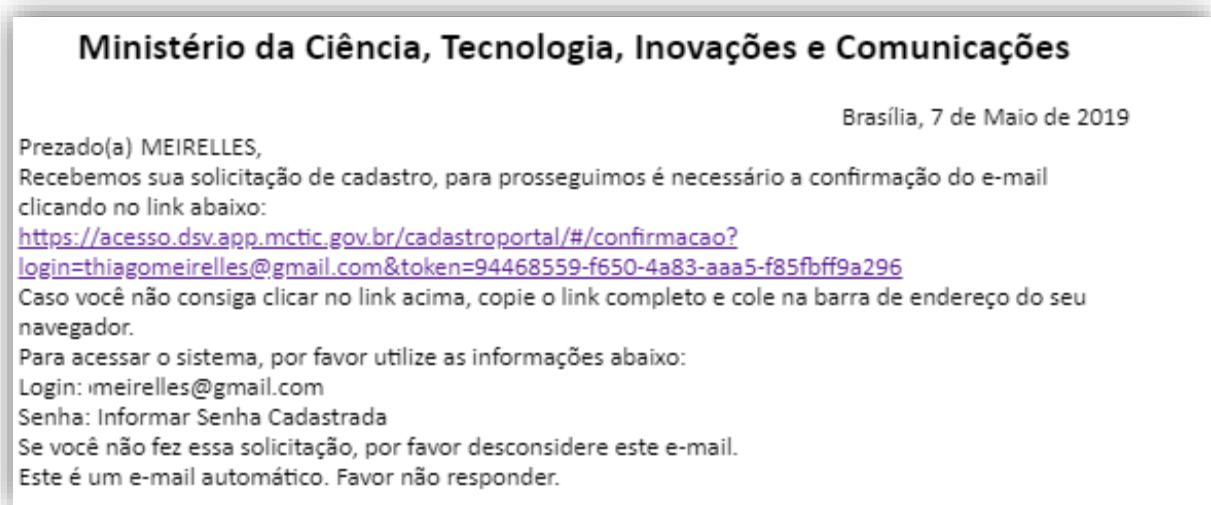 Ministério da Ciência, Tecnologia, Inovações e Comunicações
Brasília, 7 de Maio de 2019
Prezado(a) MEIRELLES,
Recebemos sua solicitação de cadastro, para prosseguimos é necessário a confirmação do e-mail
clicando no link abaixo:
https://acesso.dsv.app.mctic.gov.br/cadastroportal/#/confirmacao?
login=thiagomeirelles@gmail.com&token=94468559-f650-4a83-aaa5-f85fbff9a296
Caso você não consiga clicar no link acima, copie o link completo e cole na barra de endereço do seu
navegador.
Para acessar o sistema, por favor utilize as informações abaixo:
Login: meirelles@gmail.com
Senha: Informar Senha Cadastrada
Se você não fez essa solicitação, por favor desconsidere este e-mail.
Este é um e-mail automático. Favor não responder.